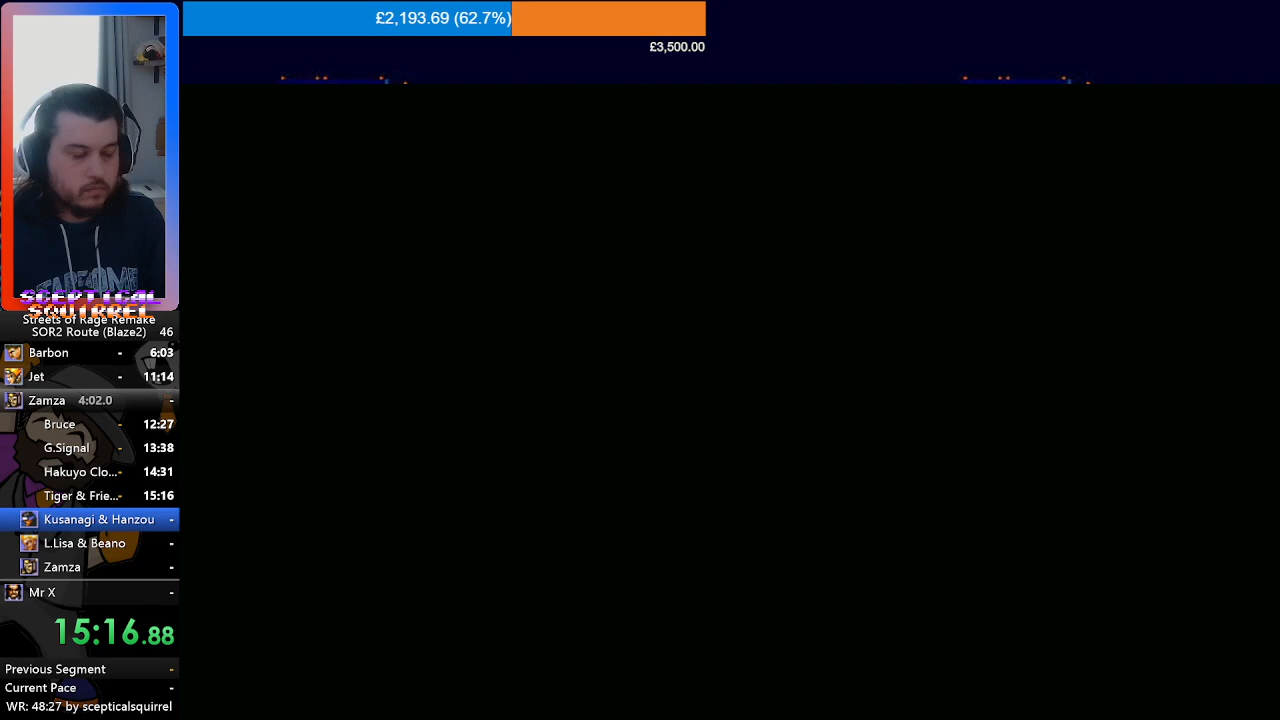 £2,193.69 (62.7%)
£3,500.00
SCEPTICAL
SQUIRREL
Streets of Rage Remake
SOR2 Route (Blaze2) 46
Barbon - 6:03
Jet - 11:14
Zamza 4:02.0 -
Bruce - 12:27
G.Signal - 13:38
Hakuyo Clo... - 14:31
Tiger & Frie... - 15:16
Kusanagi & Hanzou -
L.Lisa & Beano -
Zamza -
Mr X -
15:16.88
Previous Segment -
Current Pace -
WR: 48:27 by scepticalsquirrel